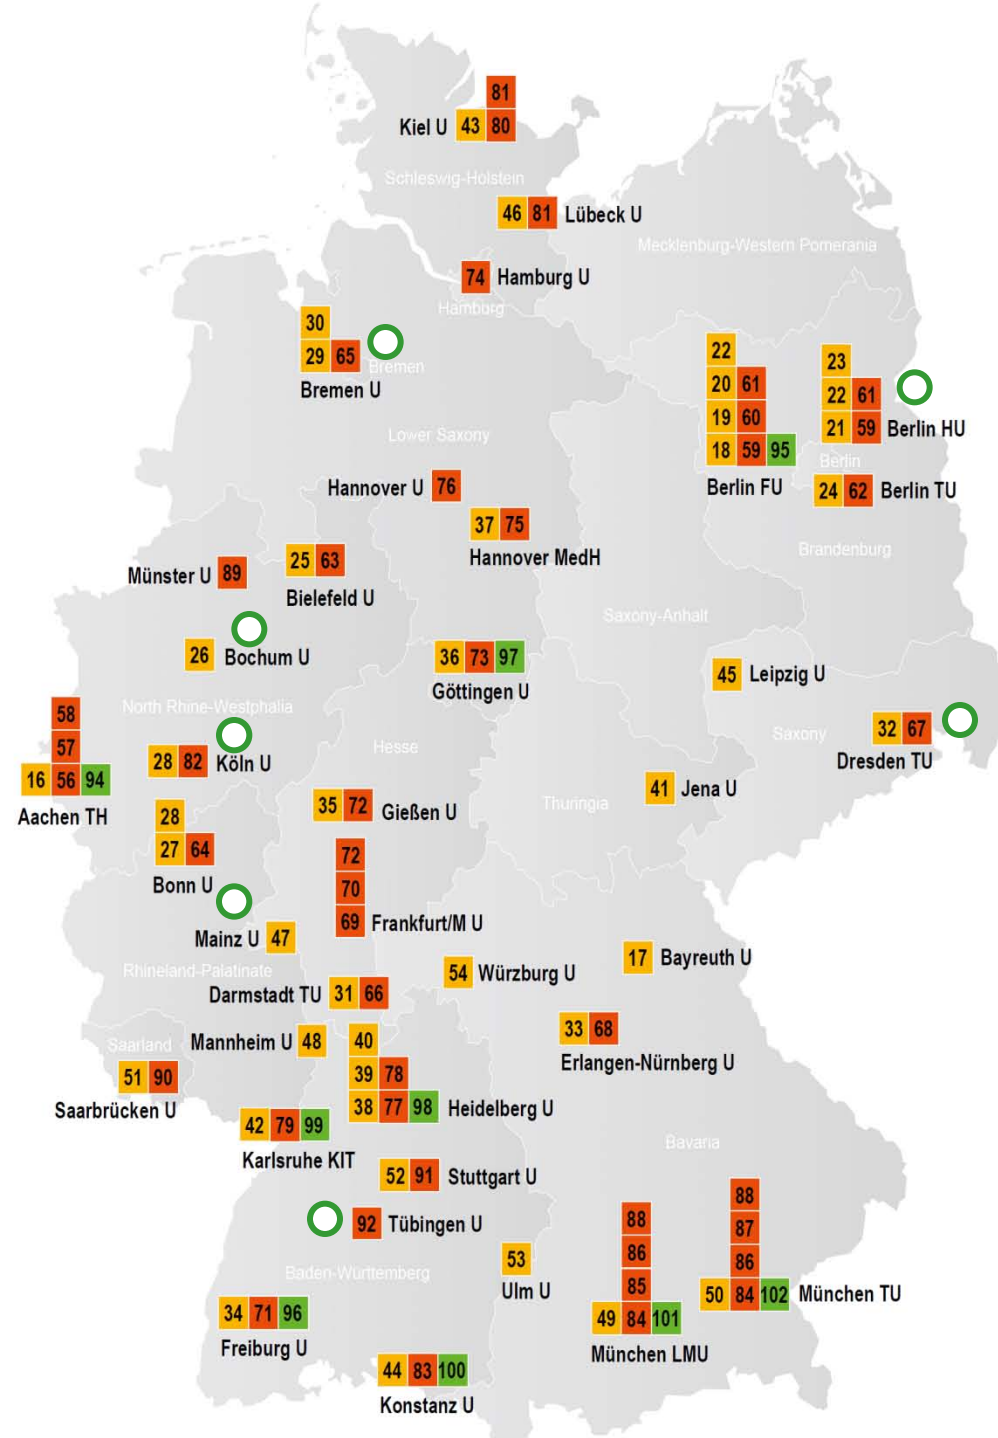 81
Kiel U 43 80
Schleswig-Holstein
46 81 Lübeck U
Mecklenburg-Western Pomerania
74 Hamburg U
Hamburg
30
29 65
Bremen
Bremen U
22
20 61
19 60
18 59 95
Berlin FU
23
22 61
21 59 Berlin HU
Berlin
24 62 Berlin TU
Lower Saxony
Hannover U 76
37 75
Hannover MedH
Brandenburg
Münster U 89
25 63
Bielefeld U
Saxony-Anhalt
26 Bochum U
36 73 97
Göttingen U
45 Leipzig U
North Rhine-Westphalia
58
57
16 56 94
Aachen TH
28 82 Köln U
Hesse
Saxony
32 67
Dresden TU
28
27 64
Bonn U
35 72 Gießen U
Thuringia
41 Jena U
72
70
69 Frankfurt/M U
Mainz U 47
Rhineland-Palatinate
54 Würzburg U
17 Bayreuth U
Darmstadt TU 31 66
33 68
Erlangen-Nürnberg U
Saarland
Mannheim U 48
40
39 78
38 77 98 Heidelberg U
51 90
Saarbrücken U
42 79 99
Karlsruhe KIT
Bavaria
52 91 Stuttgart U
92 Tübingen U
Baden-Württemberg
53
Ulm U
88
86
85
49 84 101
München LMU
88
87
86
50 84 102 München TU
34 71 96
Freiburg U
44 83 100
Konstanz U